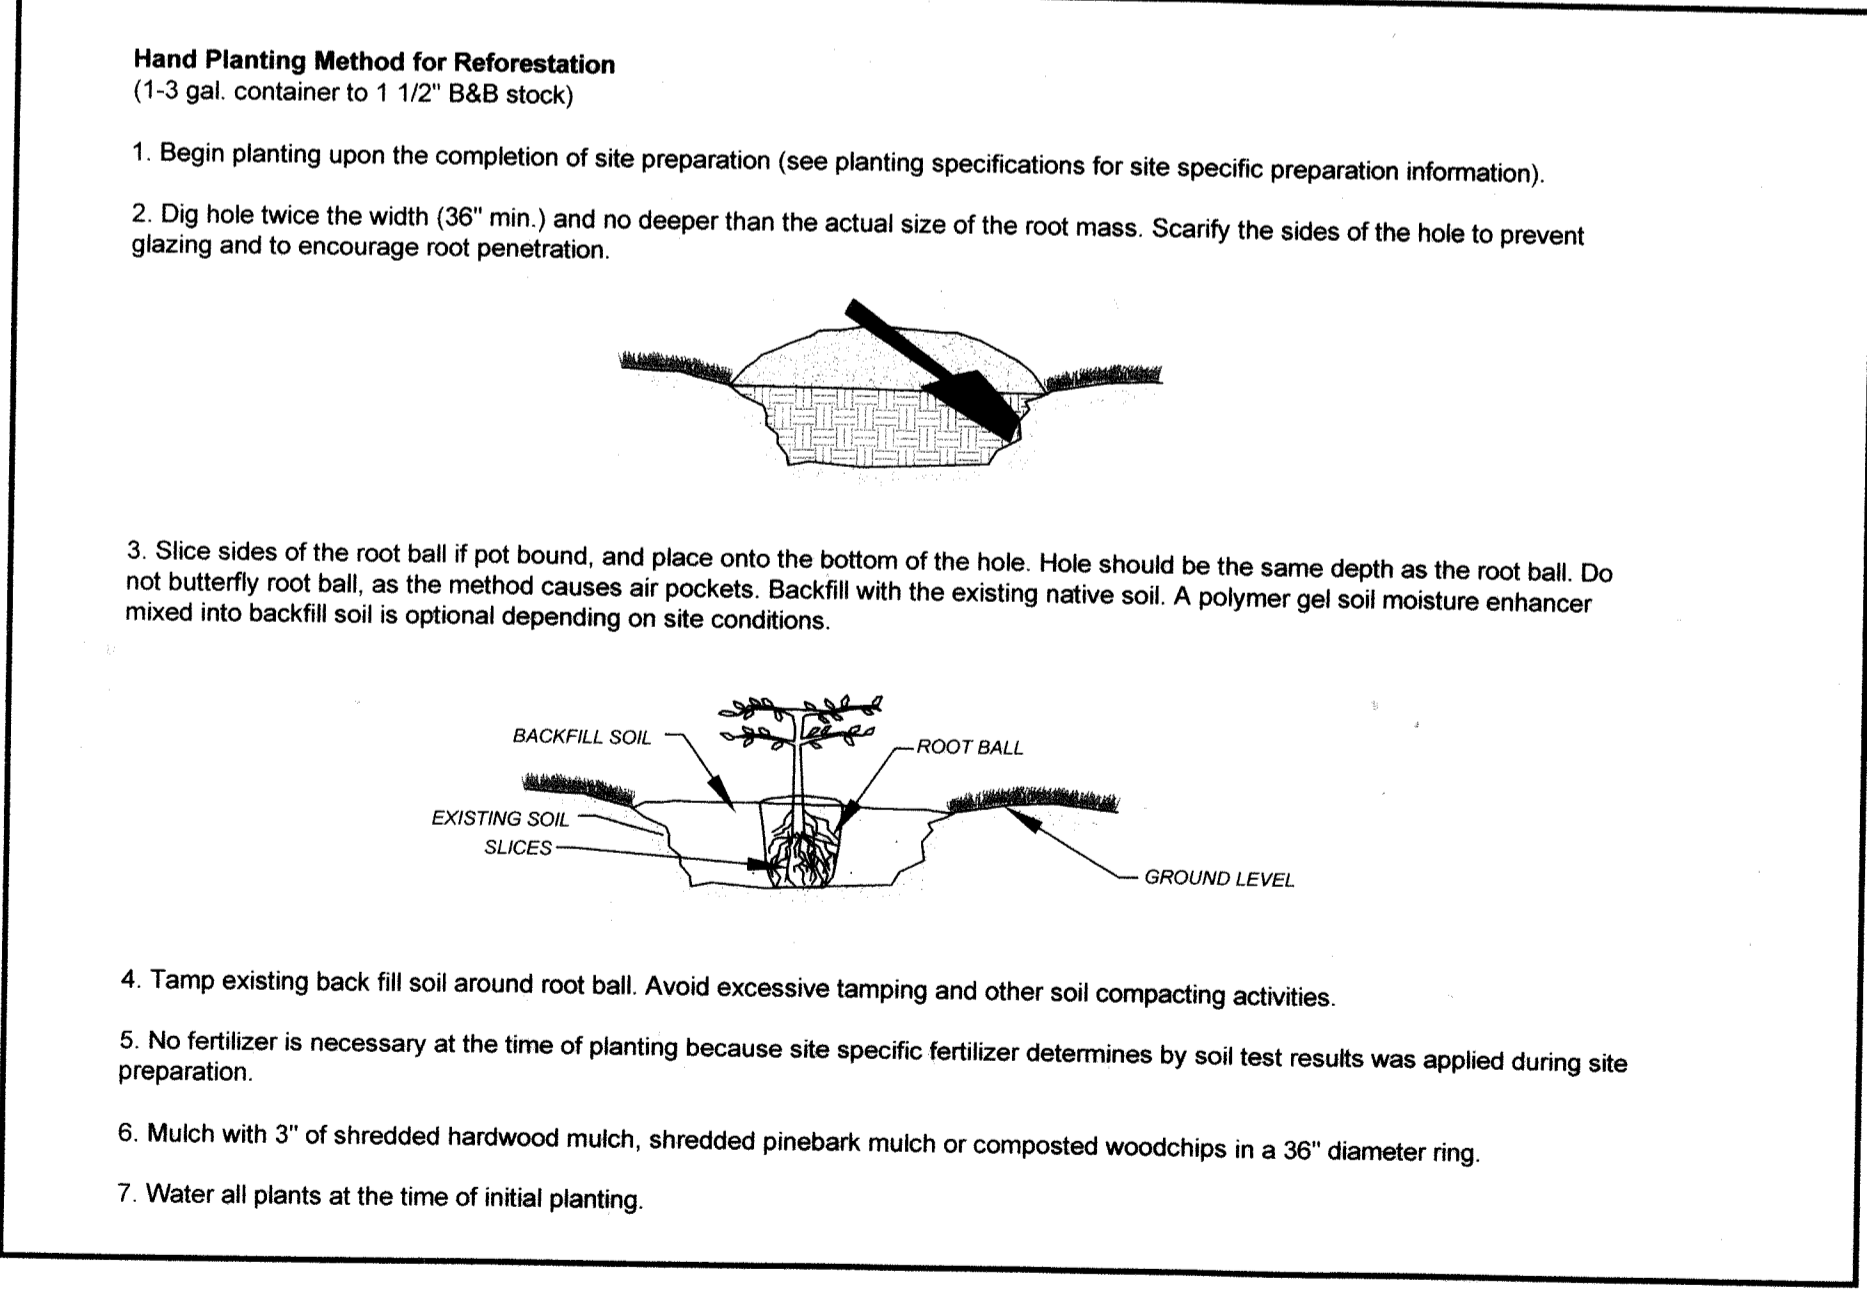 Hand Planting Method for Reforestation
(1-3 gal. container to 1 1/2" B&B stock)
1. Begin planting upon the completion of site preparation (see planting specifications for site specific preparation information).
2. Dig hole twice the width (36" min.) and no deeper than the actual size of the root mass. Scarify the sides of the hole to prevent
glazing and to encourage root penetration.
3. Slice sides of the root ball if pot bound, and place onto the bottom of the hole. Hole should be the same depth as the root ball. Do
not butterfly root ball, as the method causes air pockets. Backfill with the existing native soil. A polymer gel soil moisture enhancer
mixed into backfill soil is optional depending on site conditions.
BACKFILL SOIL
ROOT BALL
EXISTING SOIL
SLICES
GROUND LEVEL
4. Tamp existing back fill soil around root ball. Avoid excessive tamping and other soil compacting activities.
5. No fertilizer is necessary at the time of planting because site specific fertilizer determines by soil test results was applied during site
preparation.
6. Mulch with 3" of shredded hardwood mulch, shredded pinebark mulch or composted woodchips in a 36" diameter ring.
7. Water all plants at the time of initial planting.